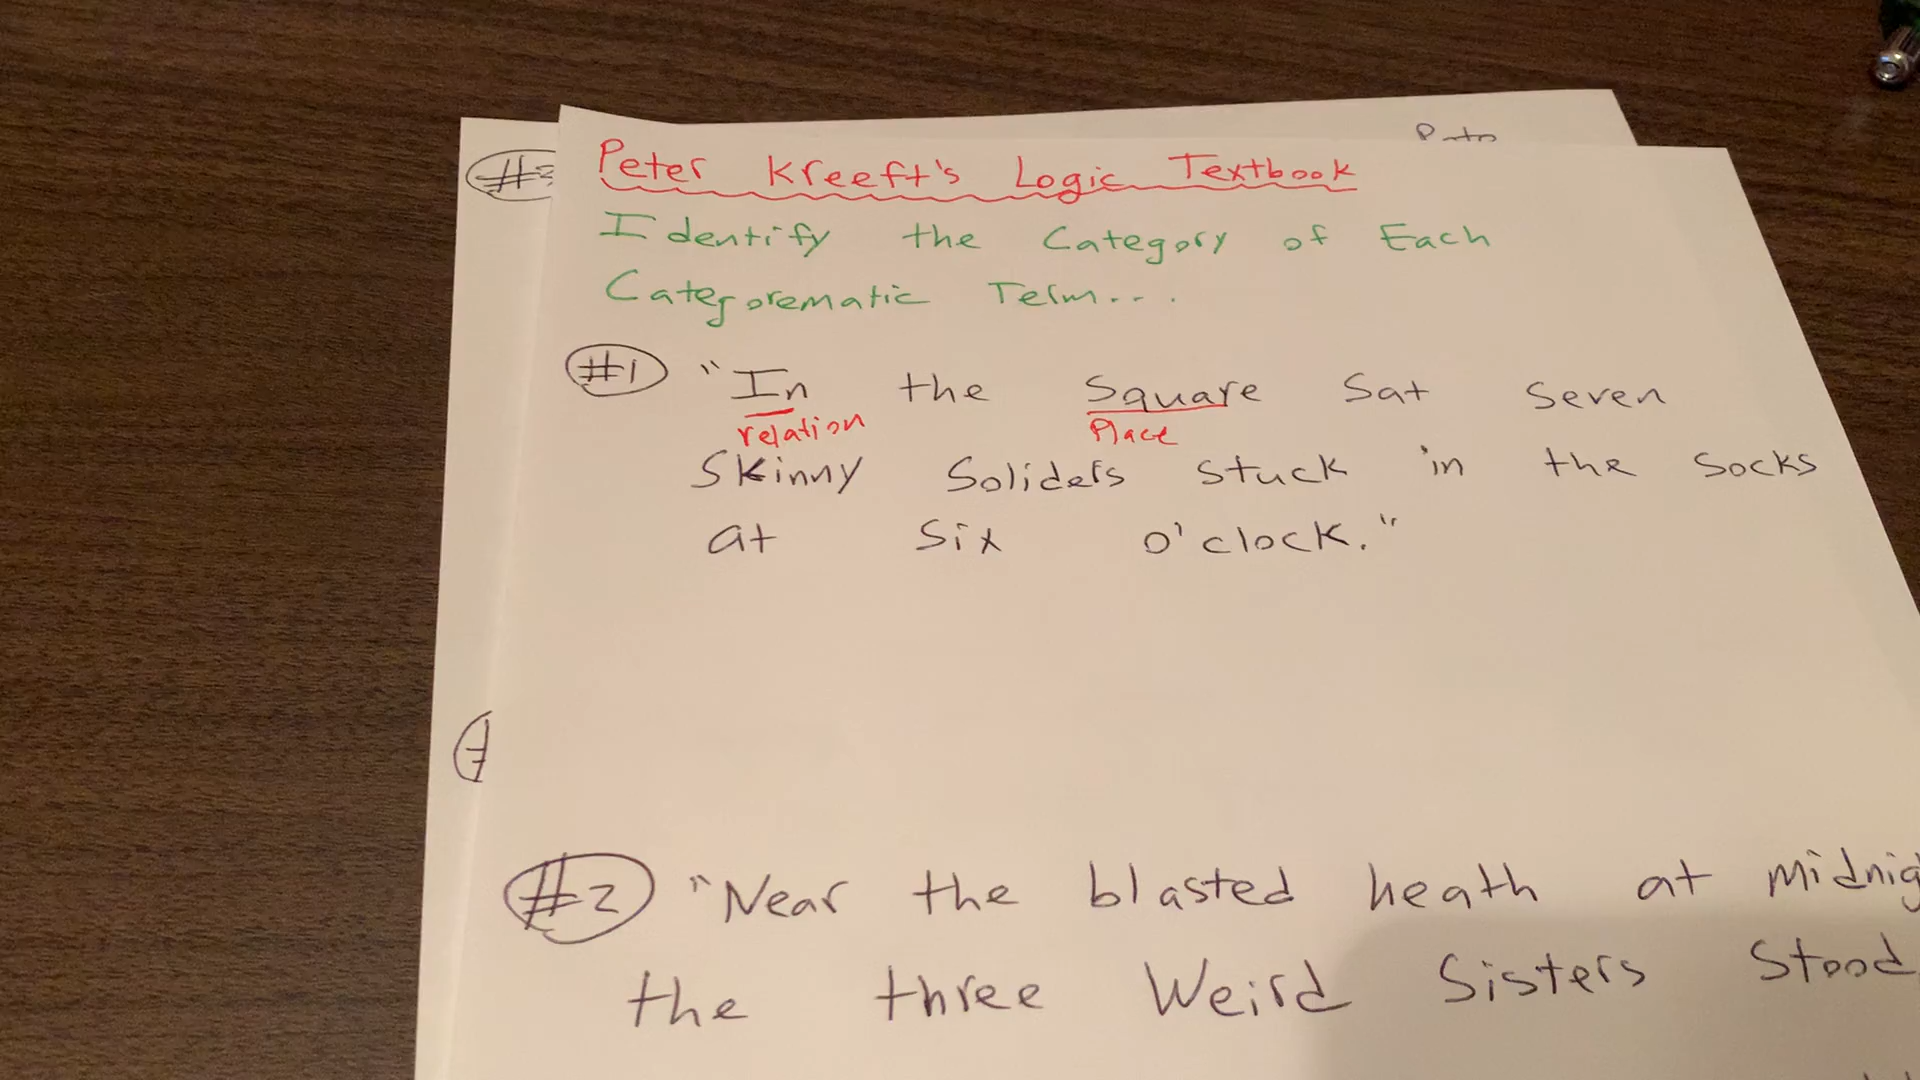 Peter Kreeft's Logic Textbook
Identify the Category of Each
Categorematic Term...
#1 "In the Square Sat Seven
relation Place
Skinny Soliders stuck in the socks
at six o'clock."
#2 "Near the blasted heath at midnig
the three Weird Sisters Stood